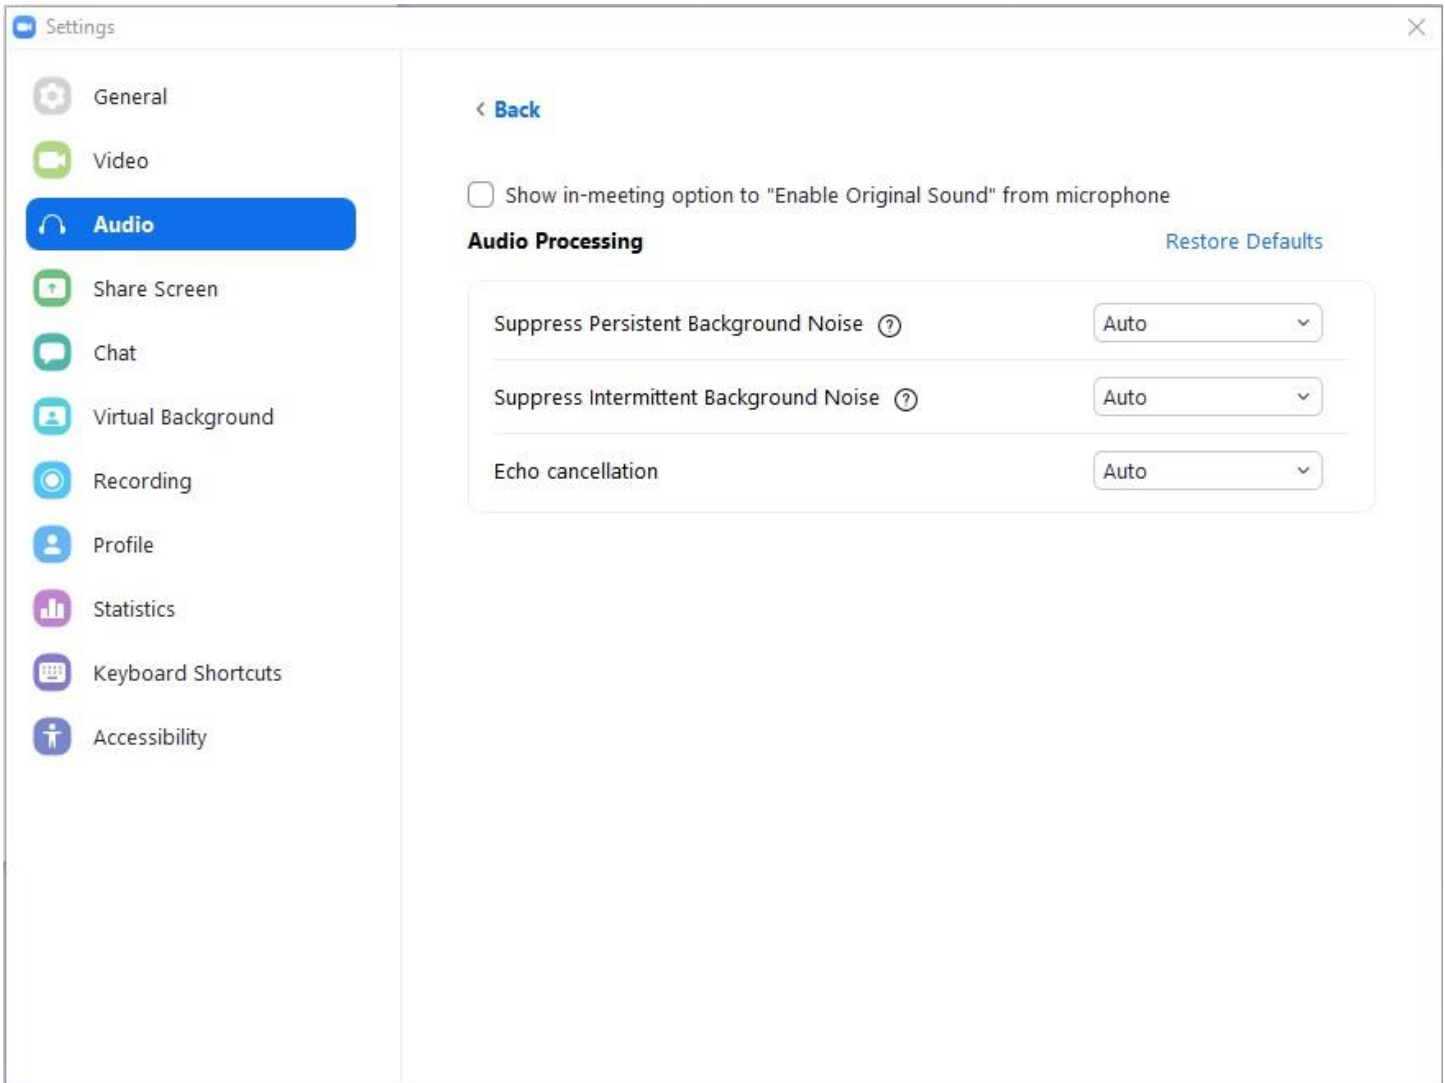 Settings
General
Video
Audio
Share Screen
Chat
Virtual Background
Recording
Profile
Statistics
Keyboard Shortcuts
Accessibility
Back
Show in-meeting option to "Enable Original Sound" from microphone
Audio Processing
Restore Defaults
Suppress Persistent Background Noise ?
Auto
Suppress Intermittent Background Noise ?
Auto
Echo cancellation
Auto